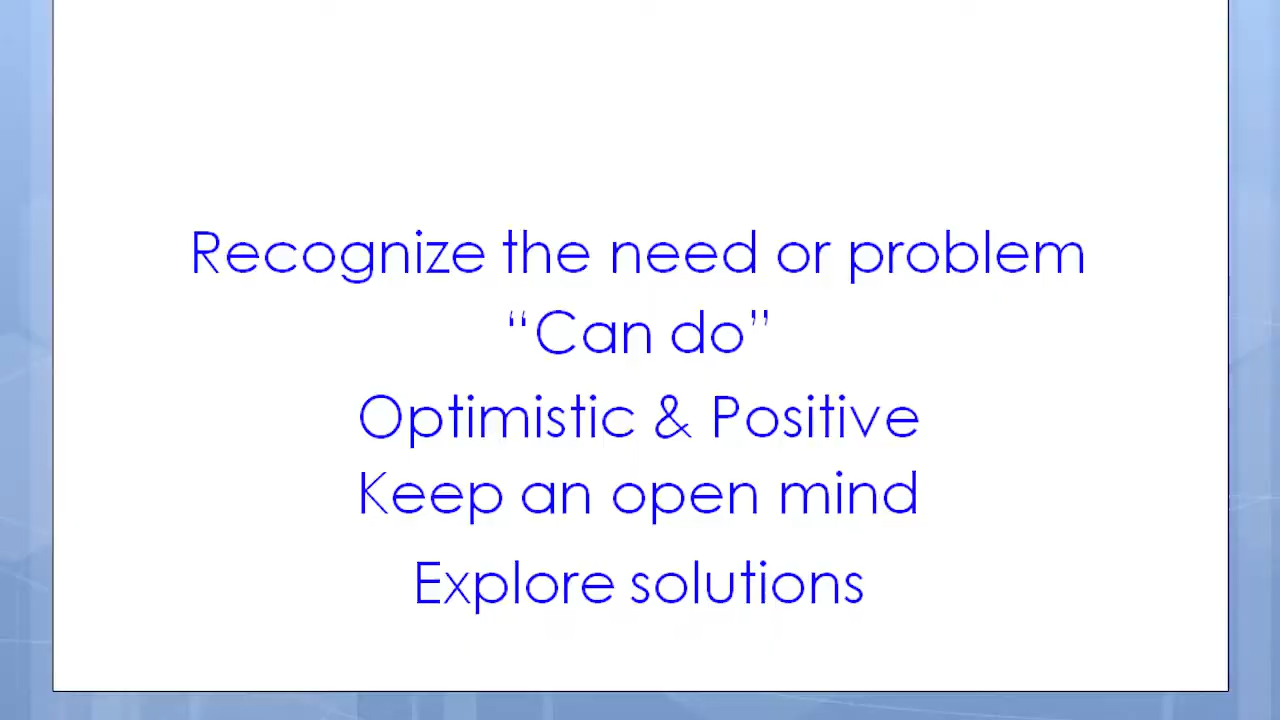 Recognize the need or problem
“Can do”
Optimistic & Positive
Keep an open mind
Explore solutions